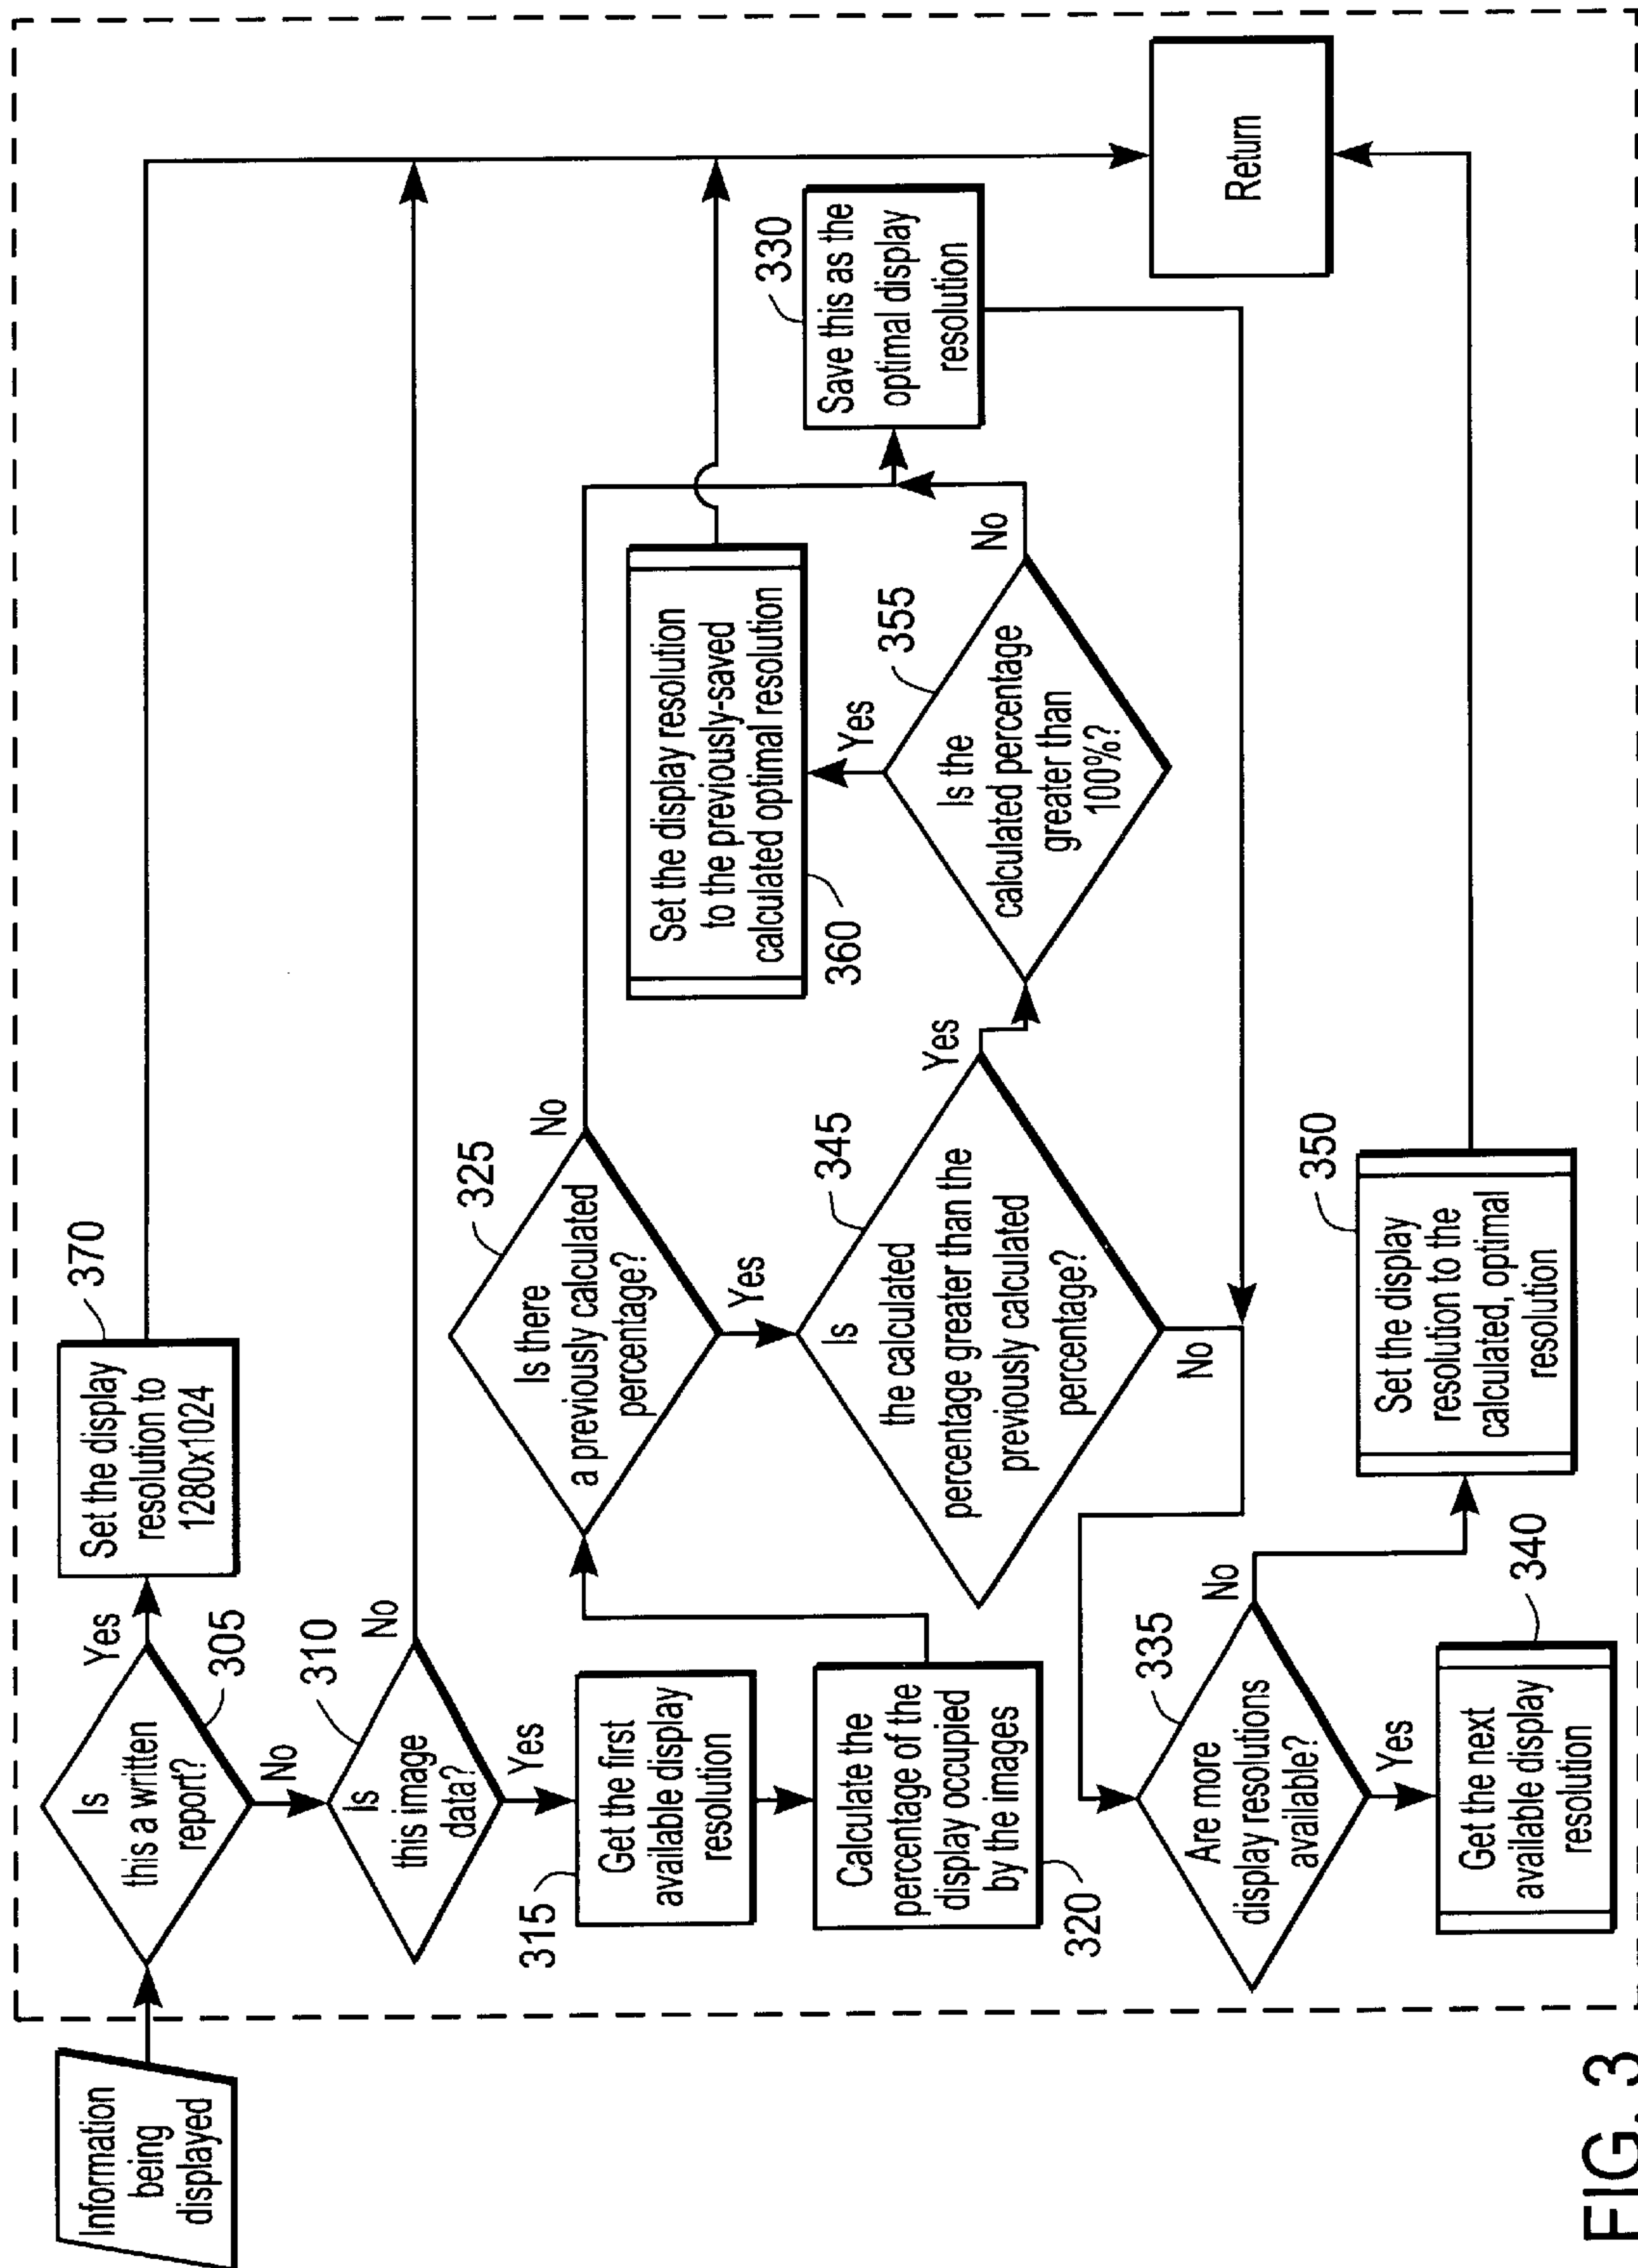 Information
being
displayed
Is
this a written
report?
305
Yes
No
Set the display
resolution to
1280x1024
370
Is
this image
data?
310
No
Yes
315
Get the first
available display
resolution
Calculate the
percentage of the
display occupied
by the images
320
Is there
a previously calculated
percentage?
325
No
Yes
Is
the calculated
percentage greater than the
previously calculated
percentage?
345
Yes
No
Set the display resolution
to the previously-saved
calculated optimal resolution
360
Yes
Is the
calculated percentage
greater than
100%?
355
No
Save this as the
optimal display
resolution
330
Are more
display resolutions
available?
335
No
Yes
Get the next
available display
resolution
340
Set the display
resolution to the
calculated, optimal
resolution
350
Return
FIG. 3